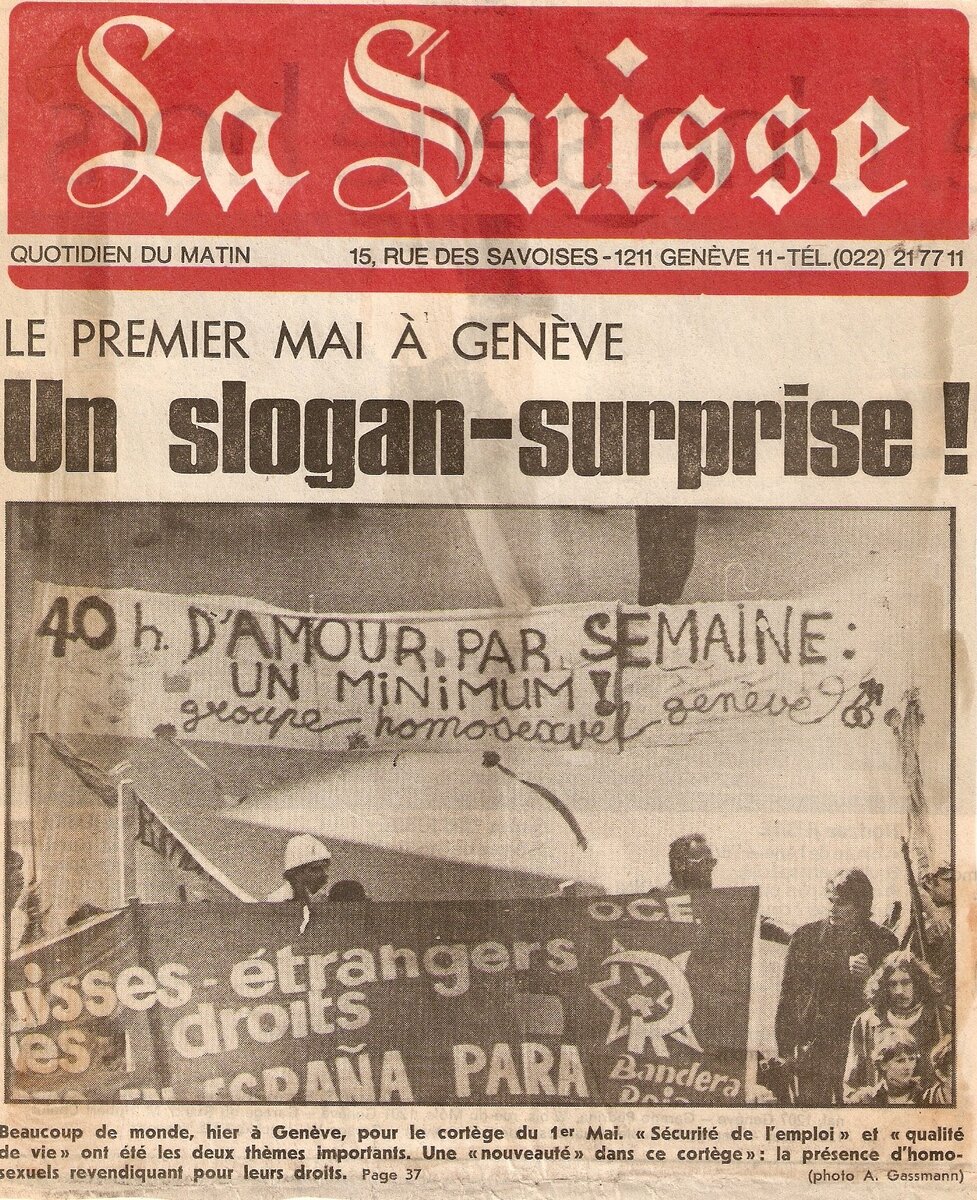 La Suisse
QUOTIDIEN DU MATIN 15, RUE DES SAVOISES - 1211 GENÈVE 11 - TÉL. (022) 21 77 11
LE PREMIER MAI À GENÈVE
Un slogan-surprise !
40 h. D'AMOUR PAR SEMAINE :
UN MINIMUM !
groupe homosexuel genève
OCE.
uisses - étrangers
es droits
ESPAÑA PARA
Bandera
Beaucoup de monde, hier à Genève, pour le cortège du 1er Mai. « Sécurité de l'emploi » et « qualité
de vie » ont été les deux thèmes importants. Une « nouveauté » dans ce cortège » : la présence d'homo-
sexuels revendiquant pour leurs droits. Page 37 (photo A. Gassmann)